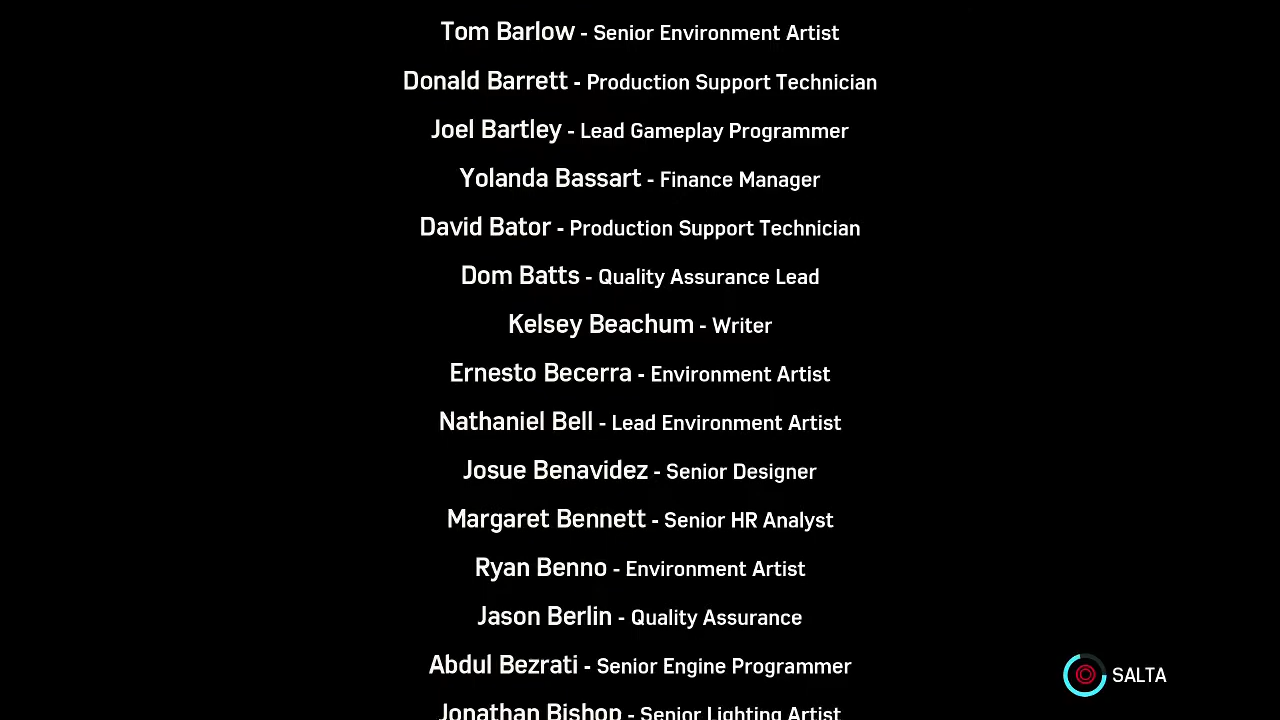 Tom Barlow - Senior Environment Artist
Donald Barrett - Production Support Technician
Joel Bartley - Lead Gameplay Programmer
Yolanda Bassart - Finance Manager
David Bator - Production Support Technician
Dom Batts - Quality Assurance Lead
Kelsey Beachum - Writer
Ernesto Becerra - Environment Artist
Nathaniel Bell - Lead Environment Artist
Josue Benavidez - Senior Designer
Margaret Bennett - Senior HR Analyst
Ryan Benno - Environment Artist
Jason Berlin - Quality Assurance
Abdul Bezrati - Senior Engine Programmer
SALTA
Jonathan Bishop - Senior Lighting Artist